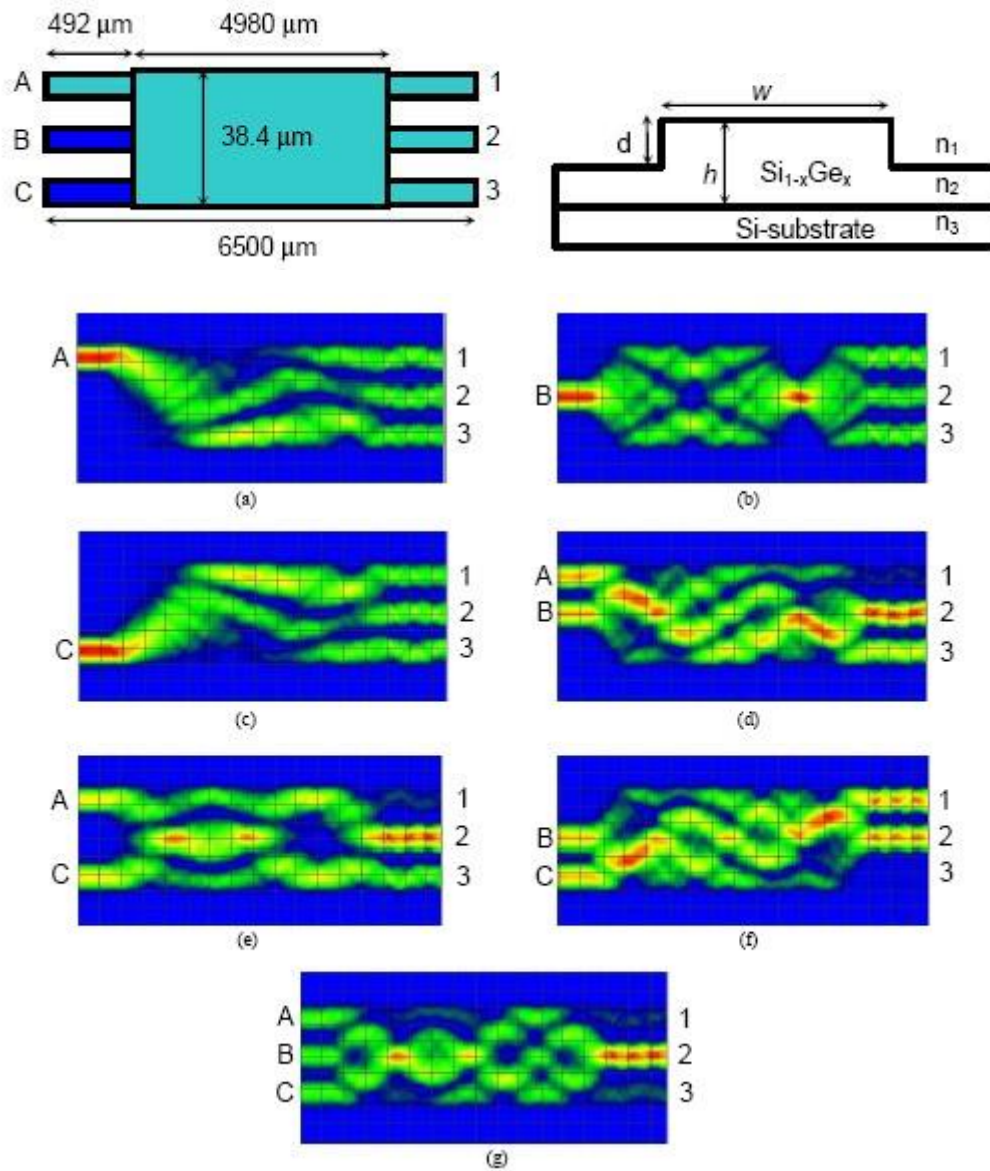 492 µm 4980 µm
A 1
B 38.4 µm 2
C 3
6500 µm
w
d h n₁
Si₁₋ₓGeₓ n₂
Si-substrate n₃
A 1
2
3
(a)
1
B 2
3
(b)
1
2
C 3
(c)
A 1
B 2
3
(d)
A 1
2
C 3
(e)
1
B 2
C 3
(f)
A 1
B 2
C 3
(g)